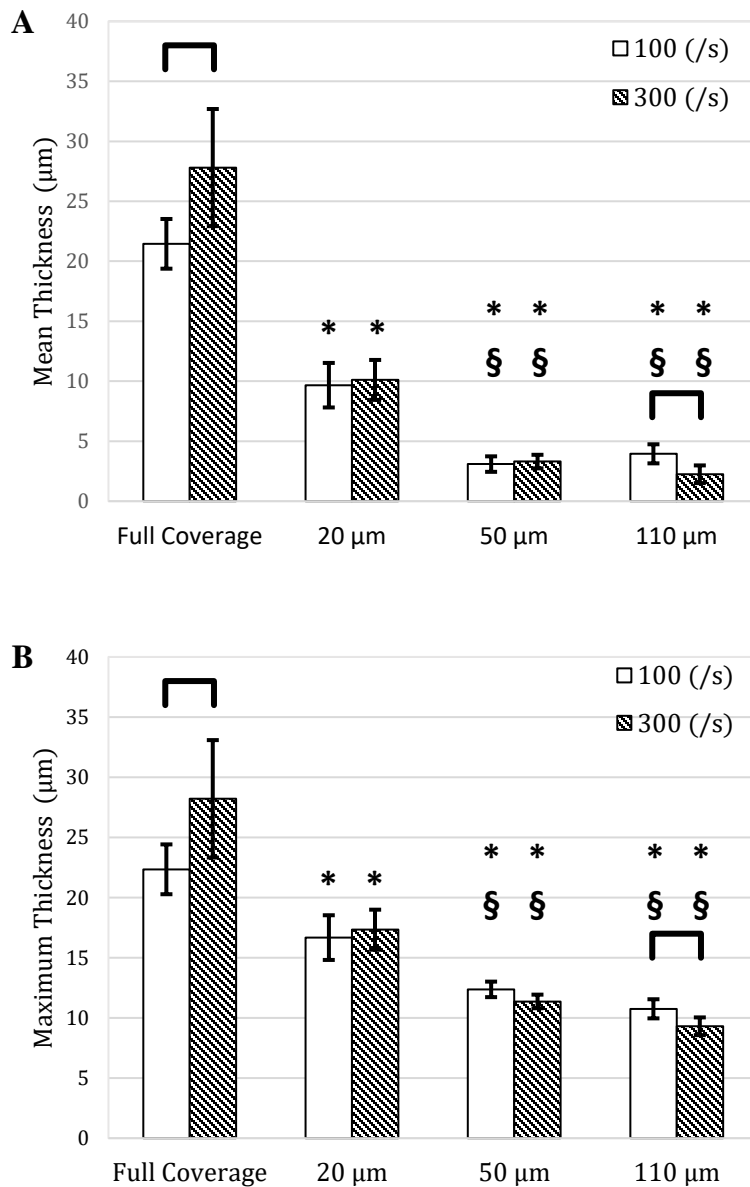 A
Mean Thickness (μm)
40
35
30
25
20
15
10
5
0
100 (/s)
300 (/s)
* *
* *
§ §
* *
§ §
Full Coverage 20 μm 50 μm 110 μm
B
Maximum Thickness (μm)
40
35
30
25
20
15
10
5
0
100 (/s)
300 (/s)
* *
* *
§ §
* *
§ §
Full Coverage 20 μm 50 μm 110 μm